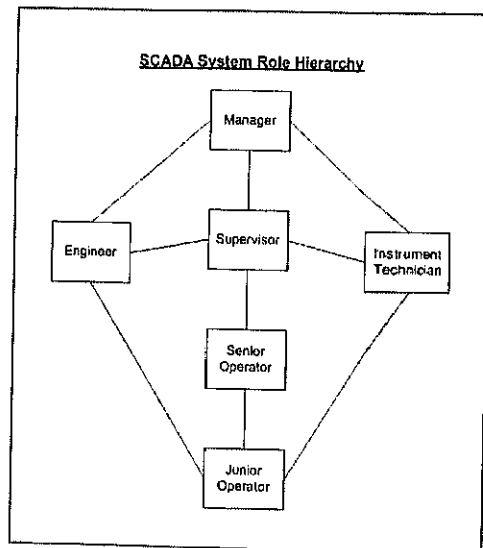 SCADA System Role Hierarchy
Manager
Engineer
Supervisor
Instrument
Technician
Senior
Operator
Junior
Operator